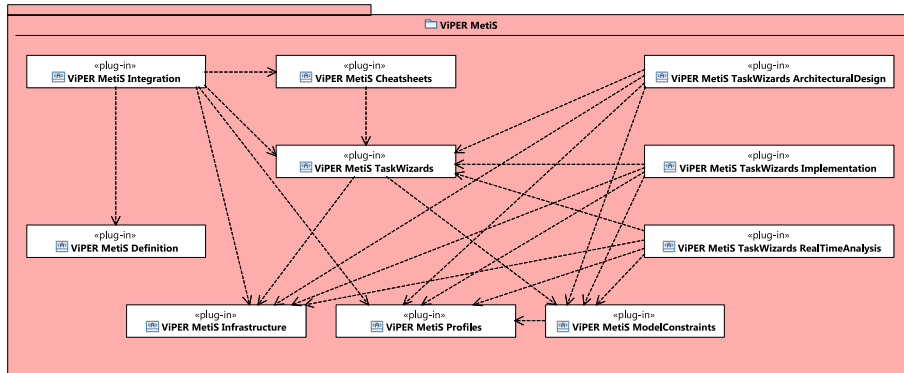 ViPER MetiS
«plug-in»
ViPER MetiS Integration
«plug-in»
ViPER MetiS Cheatsheets
«plug-in»
ViPER MetiS TaskWizards ArchitecturalDesign
«plug-in»
ViPER MetiS TaskWizards
«plug-in»
ViPER MetiS TaskWizards Implementation
«plug-in»
ViPER MetiS Definition
«plug-in»
ViPER MetiS TaskWizards RealTimeAnalysis
«plug-in»
ViPER MetiS Infrastructure
«plug-in»
ViPER MetiS Profiles
«plug-in»
ViPER MetiS ModelConstraints